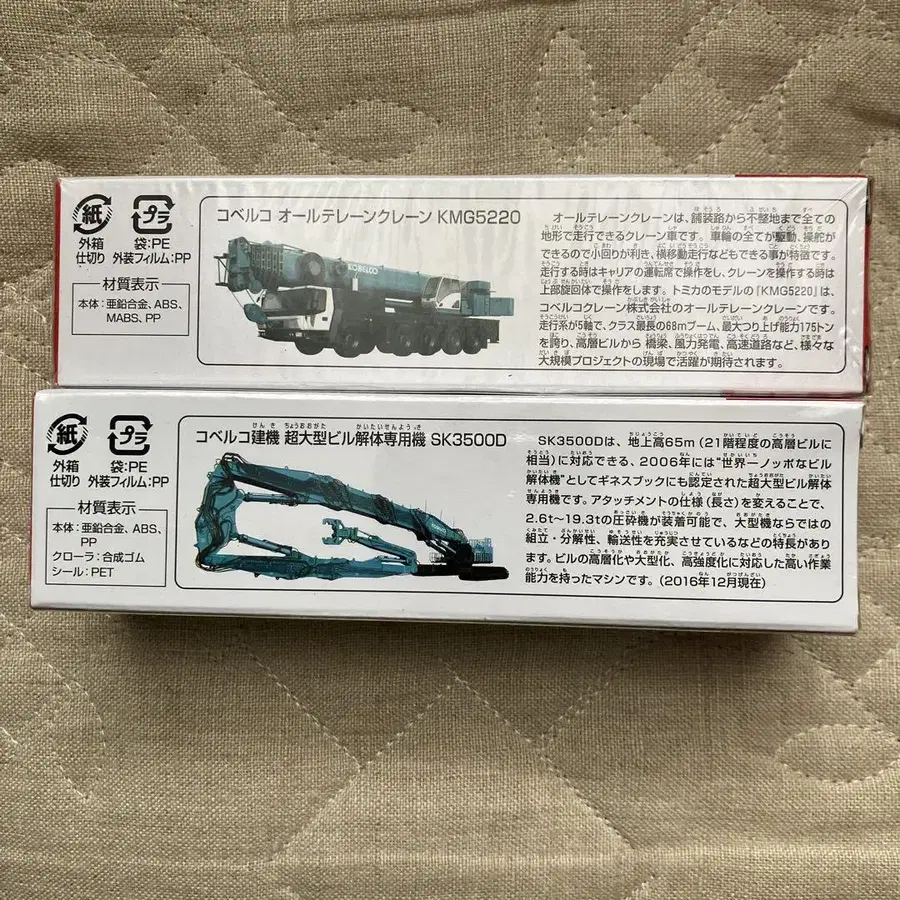 紙
プラ
外箱
仕切り
袋:PE
外装フィルム:PP
材質表示
本体:亜鉛合金、ABS、
MABS、PP
コベルコ オールテレーンクレーン KMG5220
KOBELCO
オールテレーンクレーンは、舗装路から不整地まで全ての
地形で走行できるクレーン車です。車輪の全てが駆動、操舵が
できるので小回りが利き、横移動走行などもできる事が特徴です。
走行する時はキャリアの運転席で操作をし、クレーンを操作する時は
上部旋回体で操作をします。トミカのモデルの『KMG5220』は、
コベルコクレーン株式会社のオールテレーンクレーンです。
走行系が5軸で、クラス最長の68mブーム、最大つり上げ能力175トン
を誇り、高層ビルから 橋梁、風力発電、高速道路など、様々な
大規模プロジェクトの現場で活躍が期待されます。
紙
プラ
外箱
仕切り
袋:PE
外装フィルム:PP
材質表示
本体:亜鉛合金、ABS、
PP
クローラ:合成ゴム
シール:PET
コベルコ建機 超大型ビル解体専用機 SK3500D
SK3500Dは、地上高65m(21階程度の高層ビルに
相当)に対応できる、2006年には“世界一ノッポなビル
解体機”としてギネスブックにも認定された超大型ビル解体
専用機です。アタッチメントの仕様(長さ)を変えることで、
2.6t~19.3tの圧砕機が装着可能で、大型機ならではの
組立・分解性、輸送性を充実させているなどの特長があり
ます。ビルの高層化や大型化、高強度化に対応した高い作業
能力を持ったマシンです。(2016年12月現在)